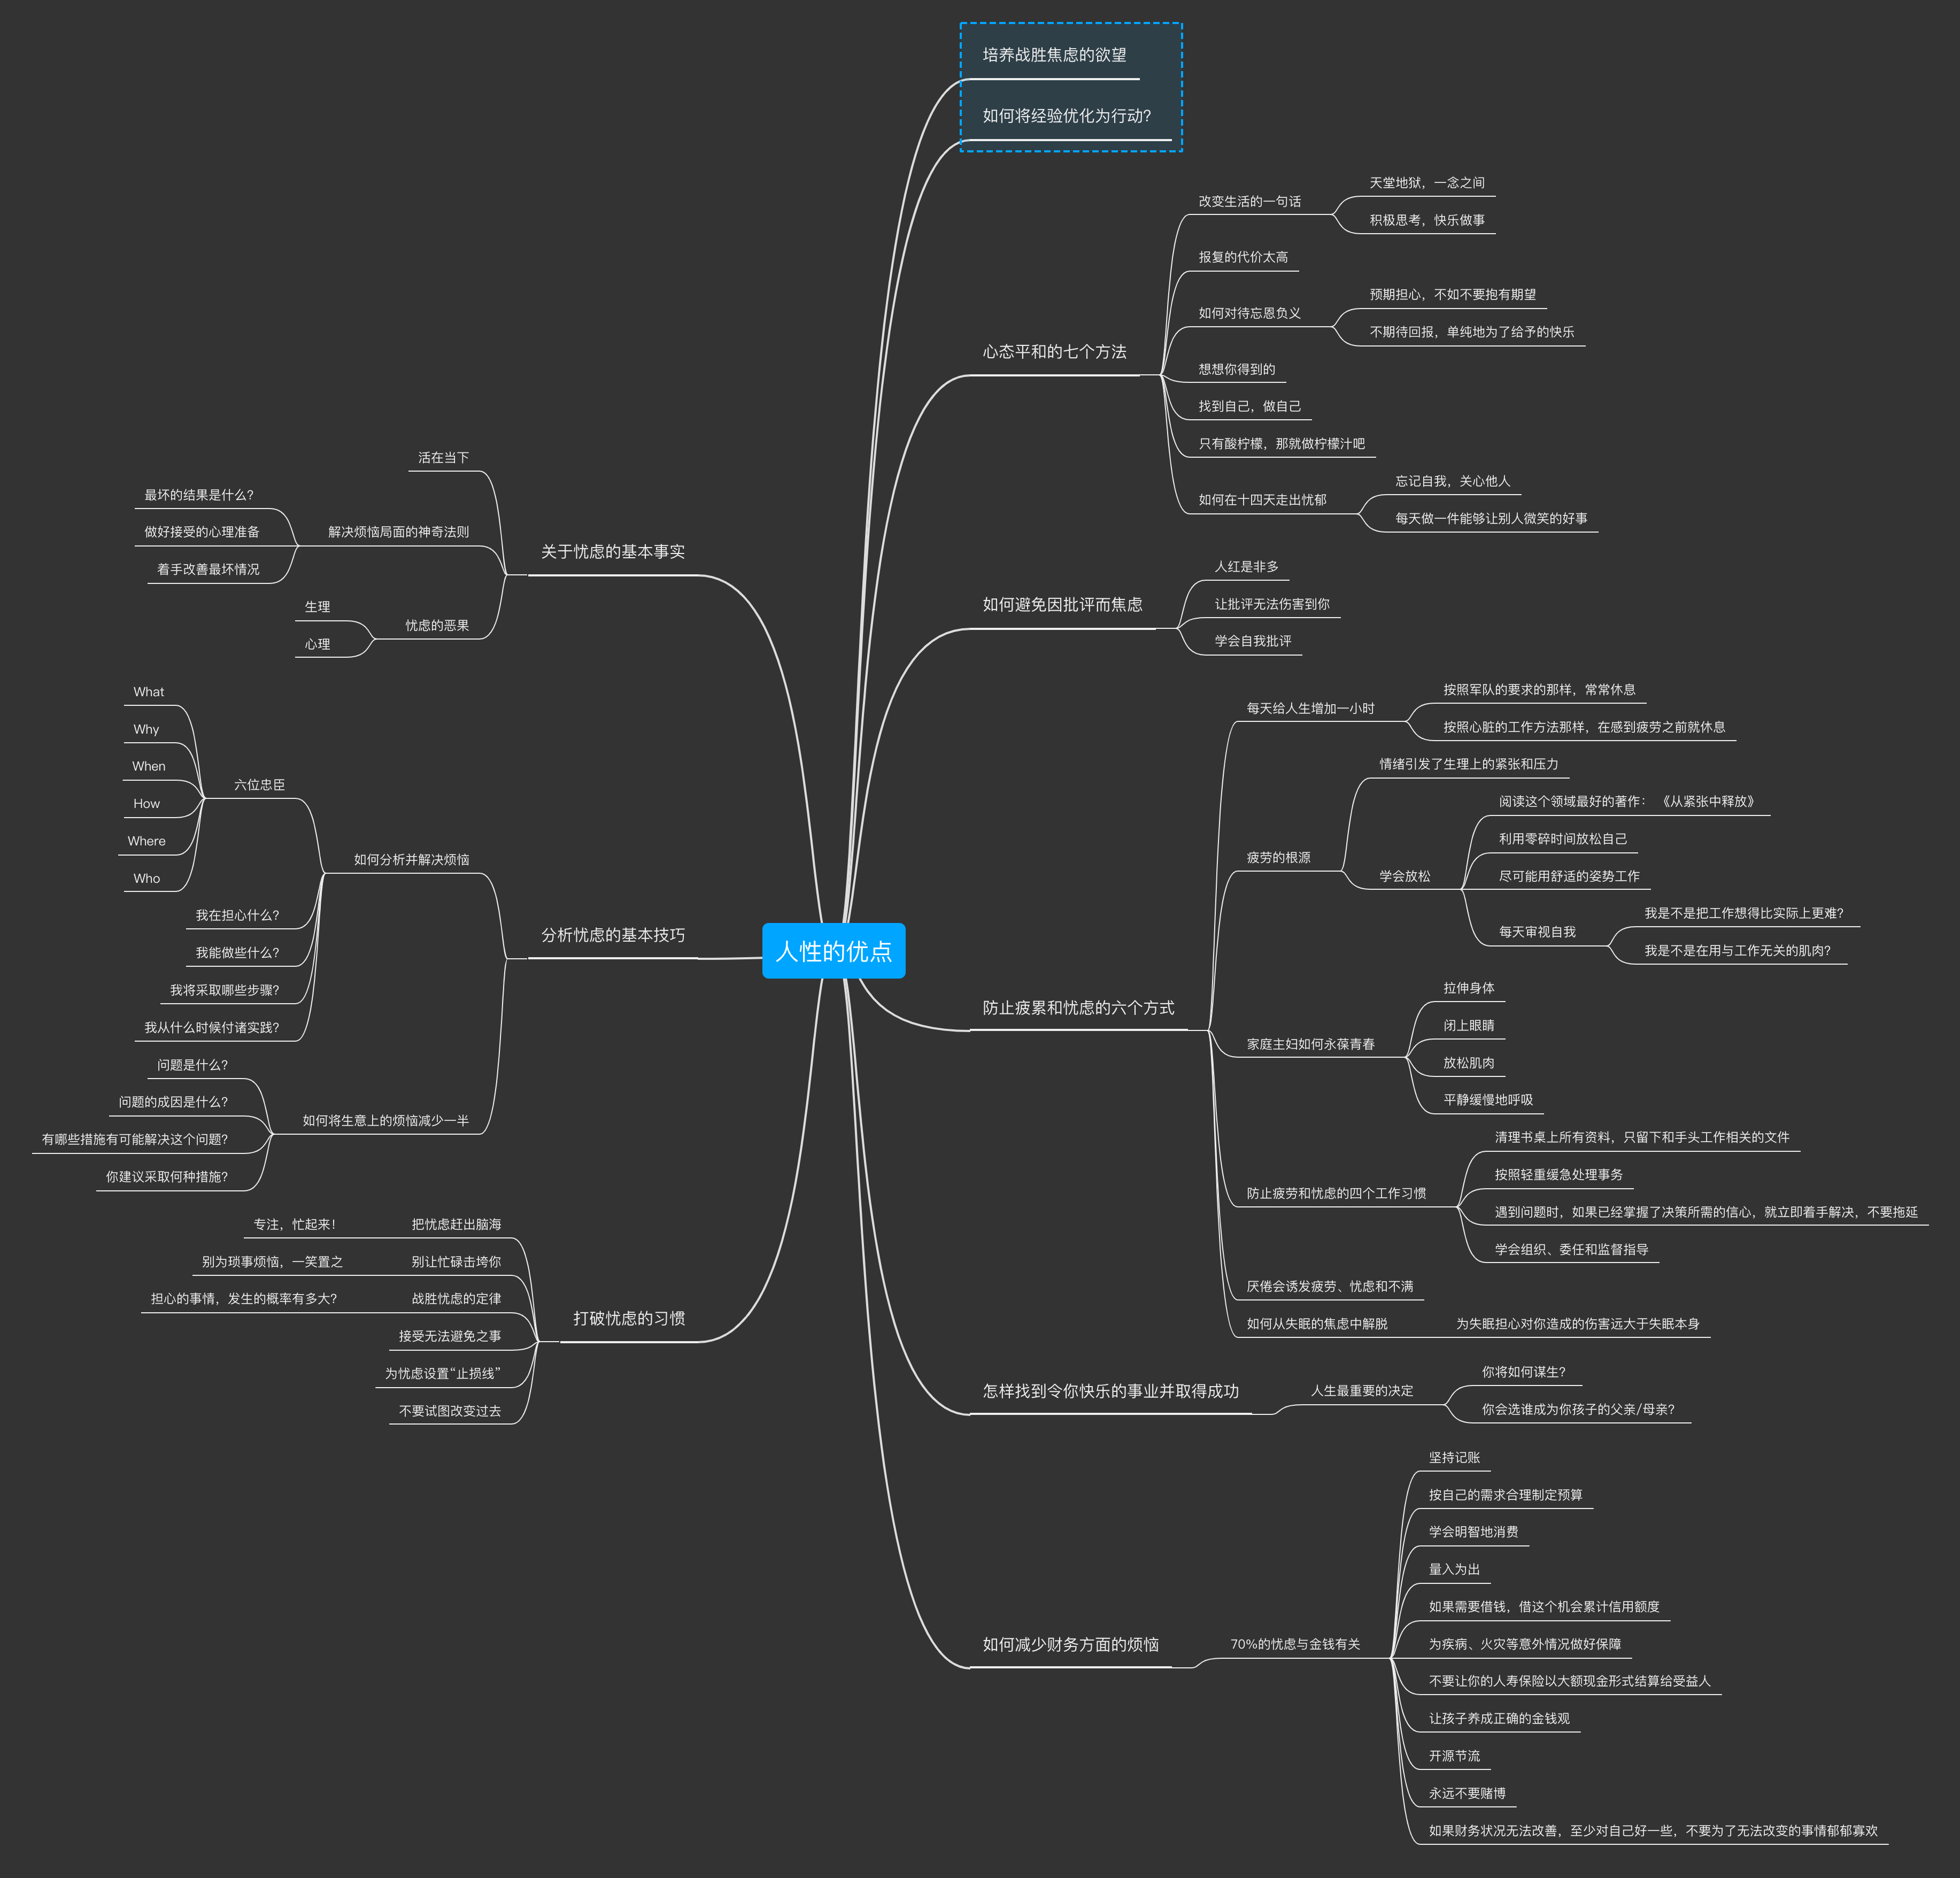 人性的优点
培养战胜焦虑的欲望
如何将经验优化为行动?
心态平和的七个方法
改变生活的一句话
天堂地狱，一念之间
积极思考，快乐做事
报复的代价太高
如何对待忘恩负义
预期担心，不如不要抱有期望
不期待回报，单纯地为了给予的快乐
想想你得到的
找到自己，做自己
只有酸柠檬，那就做柠檬汁吧
如何在十四天走出忧郁
忘记自我，关心他人
每天做一件能够让别人微笑的好事
如何避免因批评而焦虑
人红是非多
让批评无法伤害到你
学会自我批评
防止疲累和忧虑的六个方式
每天给人生增加一小时
按照军队的要求的那样，常常休息
按照心脏的工作方法那样，在感到疲劳之前就休息
疲劳的根源
情绪引发了生理上的紧张和压力
学会放松
阅读这个领域最好的著作：《从紧张中释放》
利用零碎时间放松自己
尽可能用舒适的姿势工作
每天审视自我
我是不是把工作想得比实际上更难?
我是不是在用与工作无关的肌肉?
家庭主妇如何永葆青春
拉伸身体
闭上眼睛
放松肌肉
平静缓慢地呼吸
防止疲劳和忧虑的四个工作习惯
清理书桌上所有资料，只留下和手头工作相关的文件
按照轻重缓急处理事务
遇到问题时，如果已经掌握了决策所需的信心，就立即着手解决，不要拖延
学会组织、委任和监督指导
厌倦会诱发疲劳、忧虑和不满
如何从失眠的焦虑中解脱
为失眠担心对你造成的伤害远大于失眠本身
怎样找到令你快乐的事业并取得成功
人生最重要的决定
你将如何谋生?
你会选谁成为你孩子的父亲/母亲?
如何减少财务方面的烦恼
70%的忧虑与金钱有关
坚持记账
按自己的需求合理制定预算
学会明智地消费
量入为出
如果需要借钱，借这个机会累计信用额度
为疾病、火灾等意外情况做好保障
不要让你的人寿保险以大额现金形式结算给受益人
让孩子养成正确的金钱观
开源节流
永远不要赌博
如果财务状况无法改善，至少对自己好一些，不要为了无法改变的事情郁郁寡欢
关于忧虑的基本事实
活在当下
解决烦恼局面的神奇法则
最坏的结果是什么?
做好接受的心理准备
着手改善最坏情况
忧虑的恶果
生理
心理
分析忧虑的基本技巧
如何分析并解决烦恼
六位忠臣
What
Why
When
How
Where
Who
我在担心什么?
我能做些什么?
我将采取哪些步骤?
我从什么时候付诸实践?
如何将生意上的烦恼减少一半
问题是什么?
问题的成因是什么?
有哪些措施有可能解决这个问题?
你建议采取何种措施?
打破忧虑的习惯
把忧虑赶出脑海
专注，忙起来!
别让忙碌击垮你
别为琐事烦恼，一笑置之
战胜忧虑的定律
担心的事情，发生的概率有多大?
接受无法避免之事
为忧虑设置“止损线”
不要试图改变过去